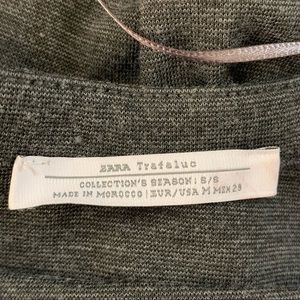 ZARA Trafaluc
COLLECTION'S SEASON: S/S
MADE IN MOROCCO | EUR/USA M MEX 28